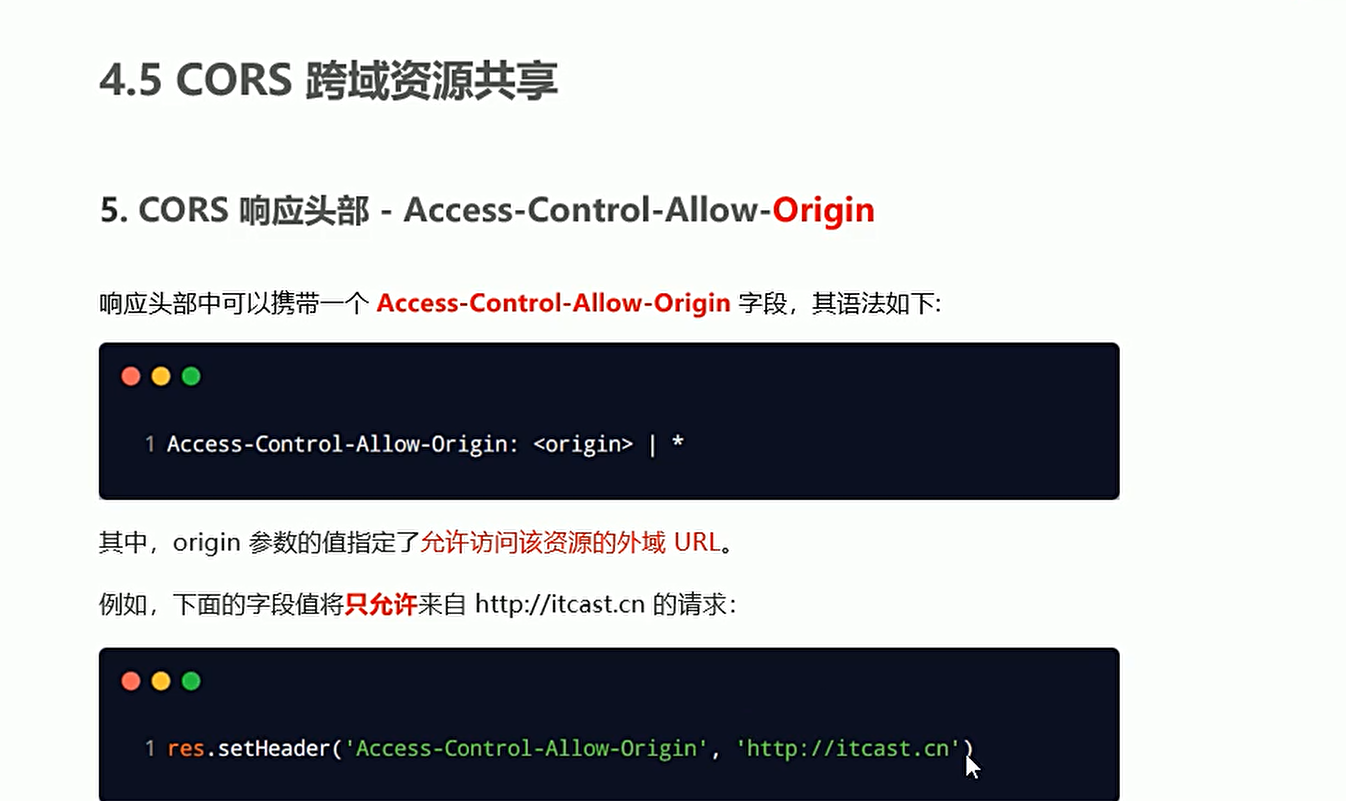 4.5 CORS 跨域资源共享
5. CORS 响应头部 - Access-Control-Allow-Origin
响应头部中可以携带一个 Access-Control-Allow-Origin 字段，其语法如下:
1 Access-Control-Allow-Origin: <origin> | *
其中，origin 参数的值指定了允许访问该资源的外域 URL。
例如，下面的字段值将只允许来自 http://itcast.cn 的请求：
1 res.setHeader('Access-Control-Allow-Origin', 'http://itcast.cn')